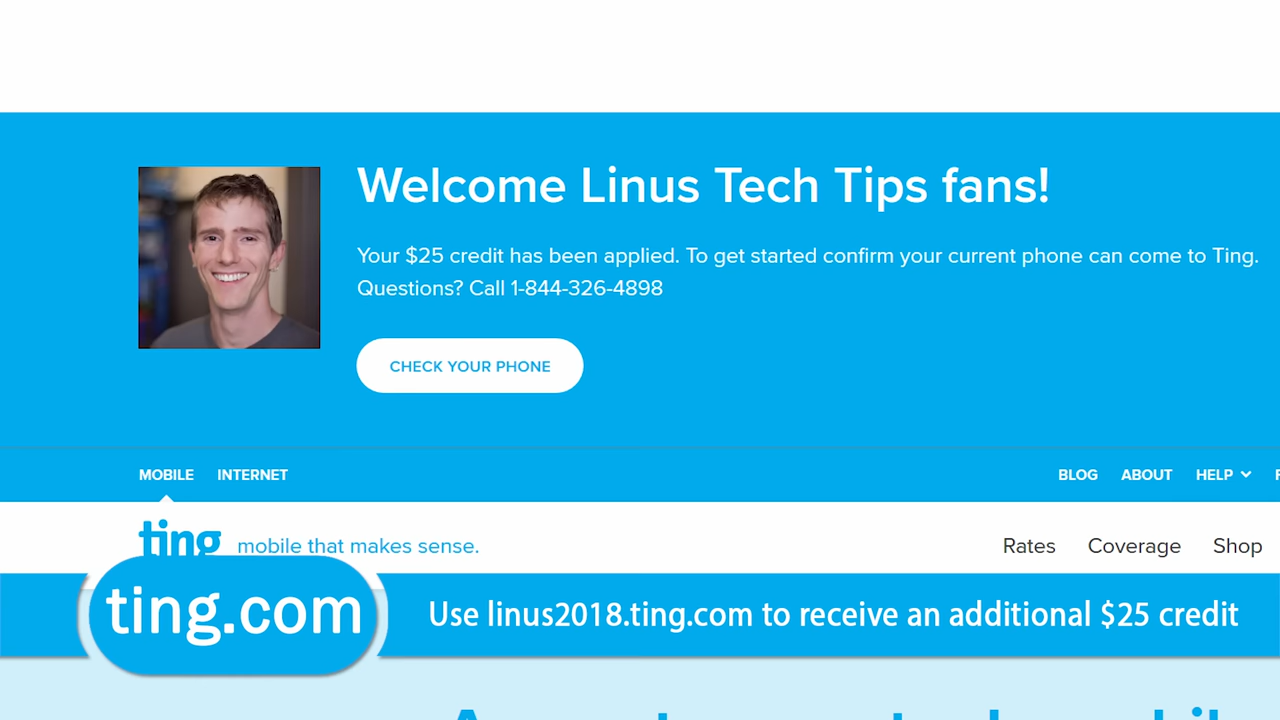 Welcome Linus Tech Tips fans!
Your $25 credit has been applied. To get started confirm your current phone can come to Ting.
Questions? Call 1-844-326-4898
CHECK YOUR PHONE
MOBILE INTERNET BLOG ABOUT HELP
ting mobile that makes sense. Rates Coverage Shop
ting.com Use linus2018.ting.com to receive an additional $25 credit